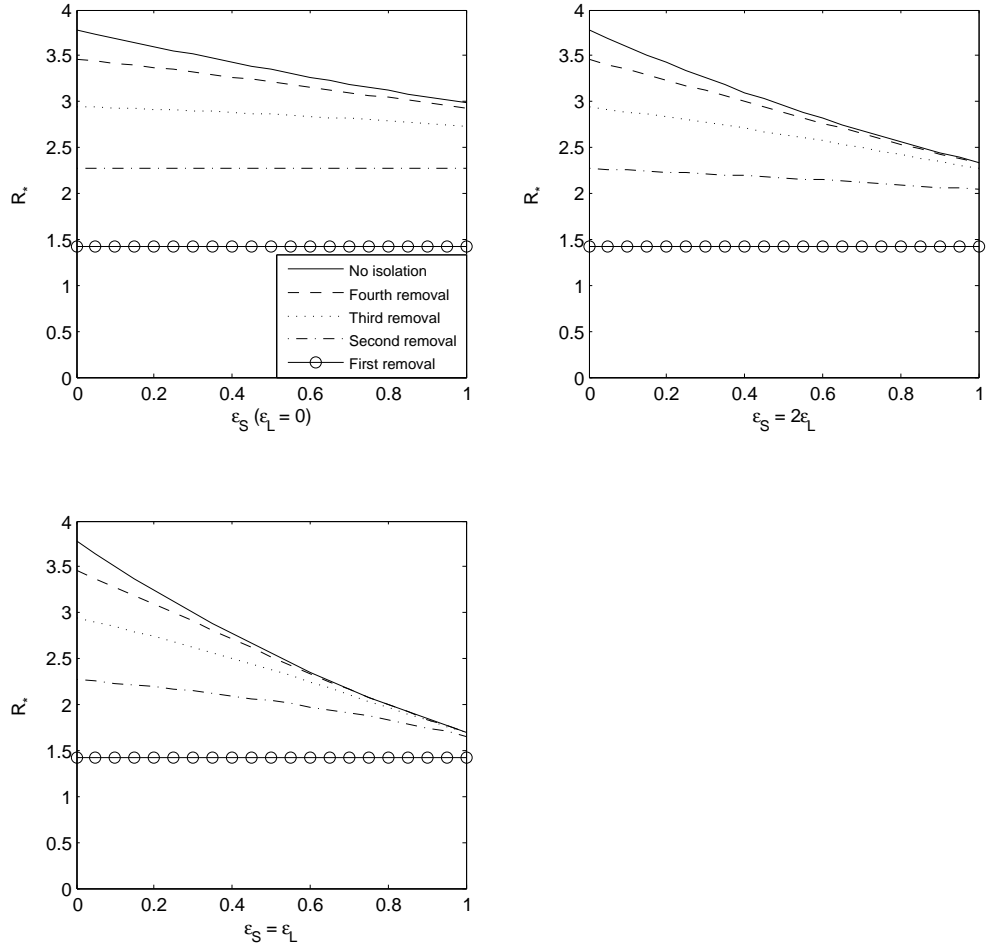 4
3.5
3
2.5
2
1.5
1
0.5
0
R*
0 0.2 0.4 0.6 0.8 1
εS (εL = 0)
No isolation
Fourth removal
Third removal
Second removal
First removal
4
3.5
3
2.5
2
1.5
1
0.5
0
R*
0 0.2 0.4 0.6 0.8 1
εS = 2εL
4
3.5
3
2.5
2
1.5
1
0.5
0
R*
0 0.2 0.4 0.6 0.8 1
εS = εL